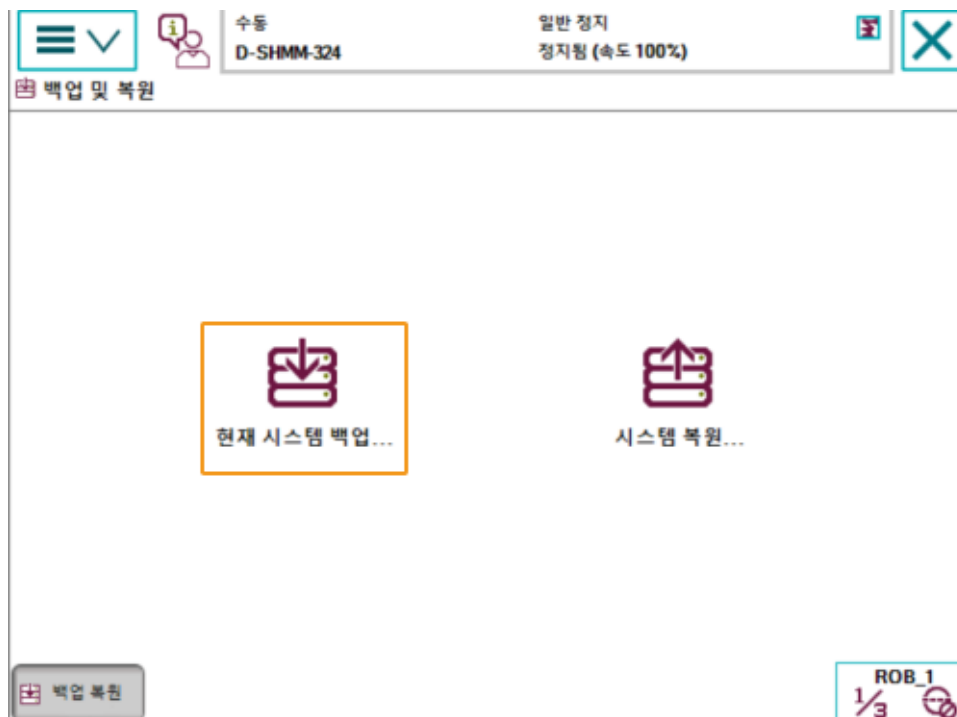 수동
일반 정지
D-SHMM-324
정지됨 (속도 100%)
백업 및 복원
현재 시스템 백업...
시스템 복원...
백업 복원
ROB_1
1/3